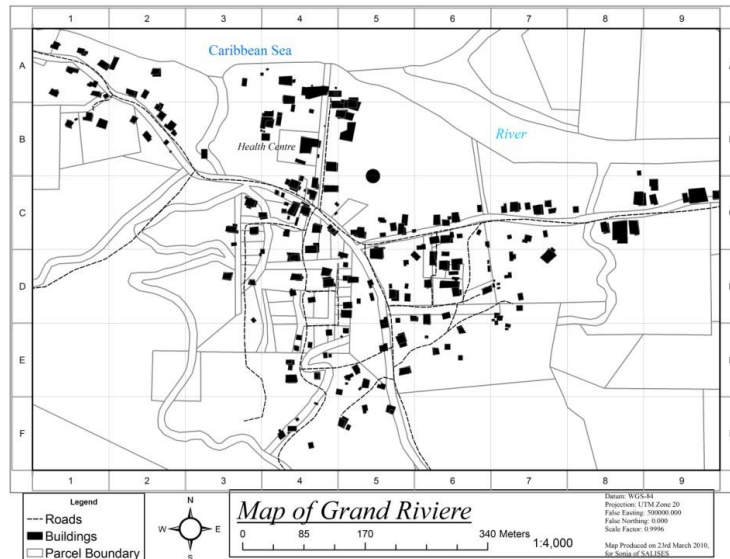 1 2 3 4 5 6 7 8 9
A A
Caribbean Sea
B B
River
Health Centre
C C
D D
E E
F F
1 2 3 4 5 6 7 8 9
Legend
Roads
Buildings
Parcel Boundary
N
W E
S
Map of Grand Riviere
0 85 170 340 Meters
1:4,000
Datum: WGS-84
Projection: UTM Zone 20
False Easting: 500000.000
False Northing: 0.000
Scale Factor: 0.9996
Map Produced on 23rd March 2010,
for Sonia of SALISES